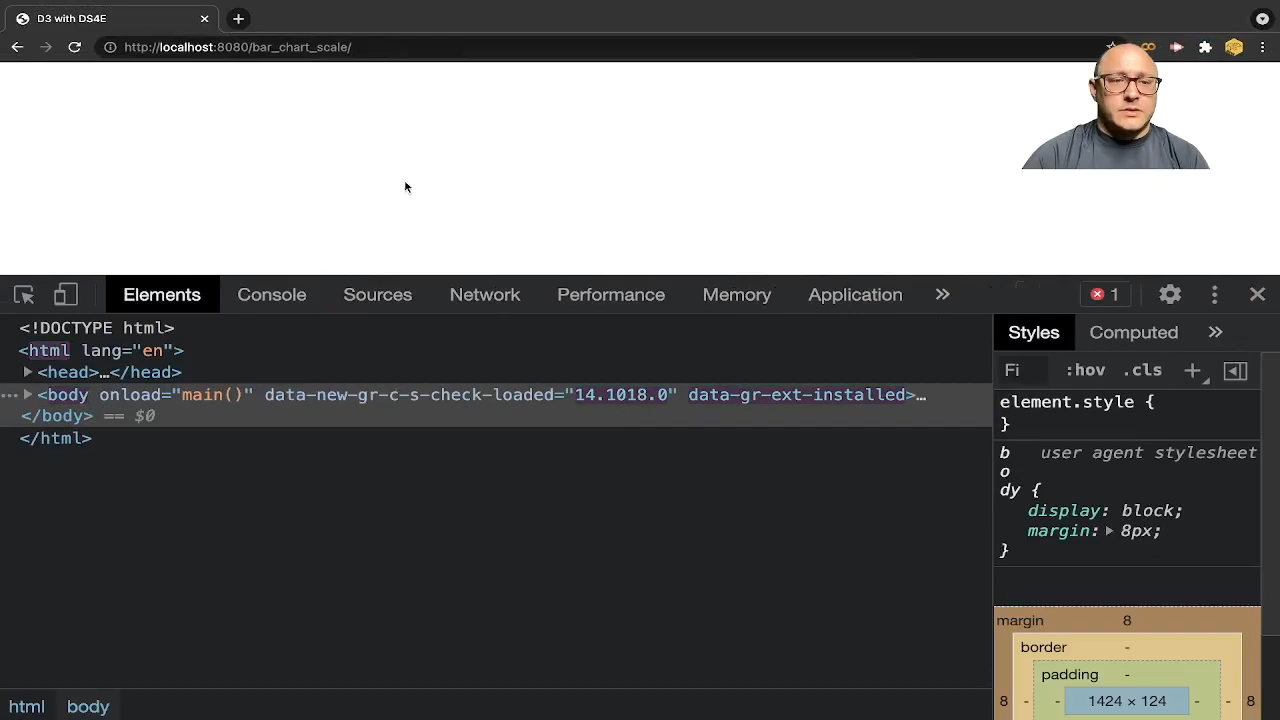 D3 with DS4E
http://localhost:8080/bar_chart_scale/
Elements Console Sources Network Performance Memory Application 1
<!DOCTYPE html>
<html lang="en">
<head>…</head>
<body onload="main()" data-new-gr-c-s-check-loaded="14.1018.0" data-gr-ext-installed>…
</body> == $0
</html>
html body
Styles Computed
Fi :hov .cls
element.style {
}
b user agent stylesheet
o
dy {
display: block;
margin: 8px;
}
margin 8
border -
padding -
8 - - 1424 × 124 - - 8